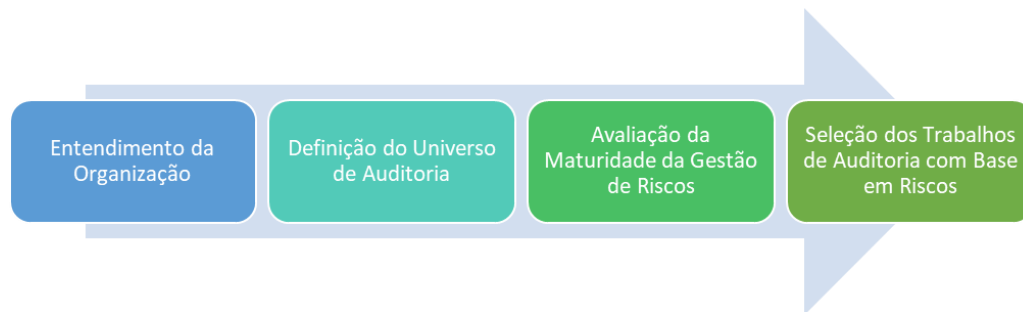 Entendimento da
Organização
Definição do Universo
de Auditoria
Avaliação da
Maturidade da Gestão
de Riscos
Seleção dos Trabalhos
de Auditoria com Base
em Riscos